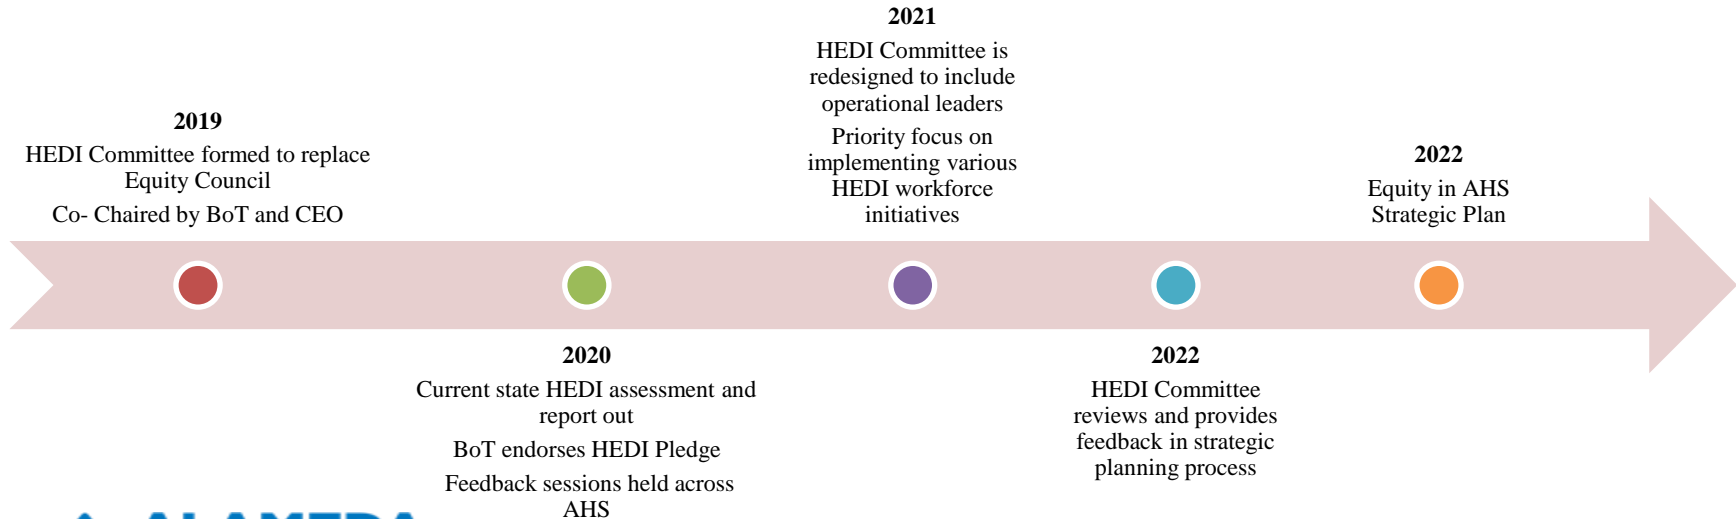 2019
HEDI Committee formed to replace
Equity Council
Co- Chaired by BoT and CEO
2020
Current state HEDI assessment and
report out
BoT endorses HEDI Pledge
Feedback sessions held across
AHS
2021
HEDI Committee is
redesigned to include
operational leaders
Priority focus on
implementing various
HEDI workforce
initiatives
2022
HEDI Committee
reviews and provides
feedback in strategic
planning process
2022
Equity in AHS
Strategic Plan
ALAMEDA